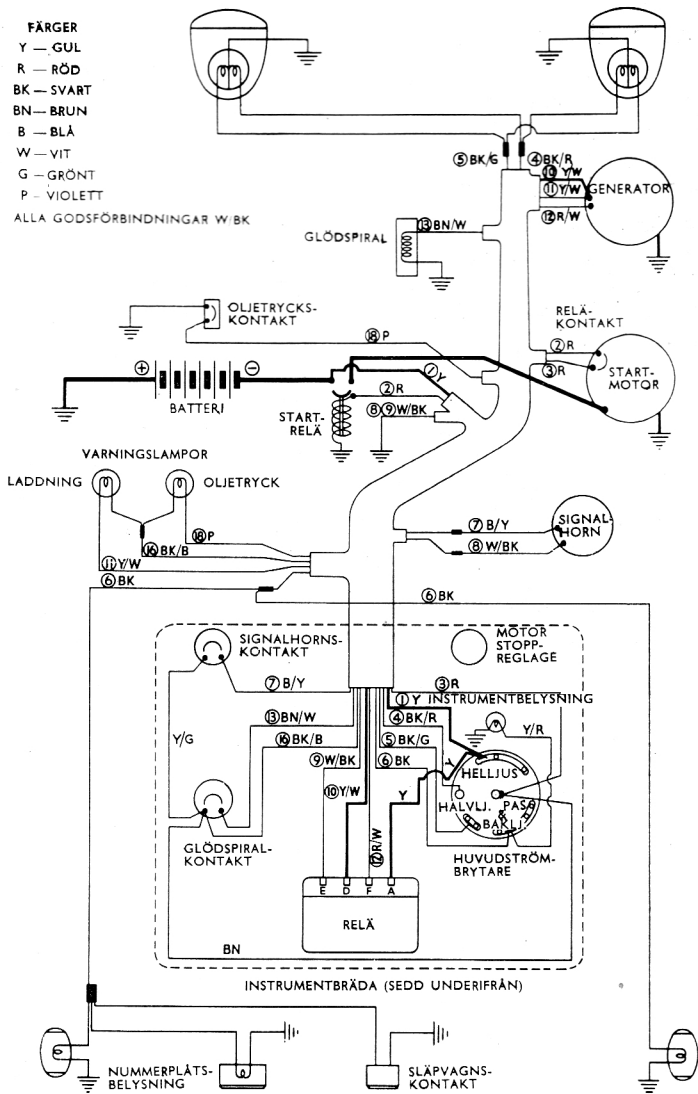 FÄRGER
Y — GUL
R — RÖD
BK — SVART
BN — BRUN
B — BLÅ
W — VIT
G — GRÖNT
P — VIOLETT
ALLA GODSFÖRBINDNINGAR W/BK
⑤ BK/G
④ BK/R
⑩ Y/W
⑪ Y/W
⑫ R/W
GENERATOR
⑬ BN/W
GLÖDSPIRAL
OLJETRYCKS-
KONTAKT
⑱ P
RELÄ-
KONTAKT
② R
③ R
START-
MOTOR
+
−
BATTERI
① Y
② R
⑧ ⑨ W/BK
START-
RELÄ
VARNINGSLAMPOR
LADDNING
OLJETRYCK
⑱ P
⑯ BK/B
⑪ Y/W
⑥ BK
⑦ B/Y
⑧ W/BK
SIGNAL-
HORN
⑥ BK
SIGNALHORNS-
KONTAKT
MOTOR
STOPP-
REGLAGE
⑦ B/Y
③ R
① Y
INSTRUMENTBELYSNING
⑬ BN/W
④ BK/R
Y/R
Y/G
⑯ BK/B
⑤ BK/G
⑨ W/BK
⑥ BK
Y
HELLJUS
⑩ Y/W
Y
HALVLJ.
PAS.
BAKLJ.
GLÖDSPIRAL-
KONTAKT
⑫ R/W
HUVUDSTRÖM-
BRYTARE
E D F A
RELÄ
BN
INSTRUMENTBRÄDA (SEDD UNDERIFRÅN)
NUMMERPLÅTS-
BELYSNING
SLÄPVAGNS-
KONTAKT